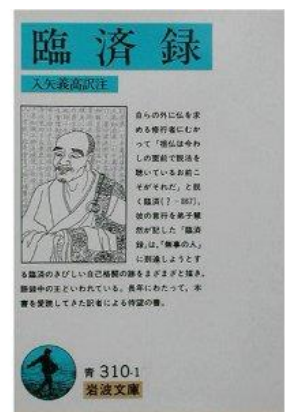 臨済録
入矢義高訳注
自らの外に仏を求
める修行者にむか
って「祖仏は今わ
しの面前で説法を
聴いているお前こ
そがそれだ」と説
く臨済(?－867)。
彼の言行を弟子慧
然が記した『臨済
録』は、「無事の人」
に到達しようとす
る臨済のきびしい自己格闘の跡をまざまざと描き、
語録中の王といわれている。長年にわたって、本
書を愛読してきた訳者による待望の書。
青 310-1
岩波文庫